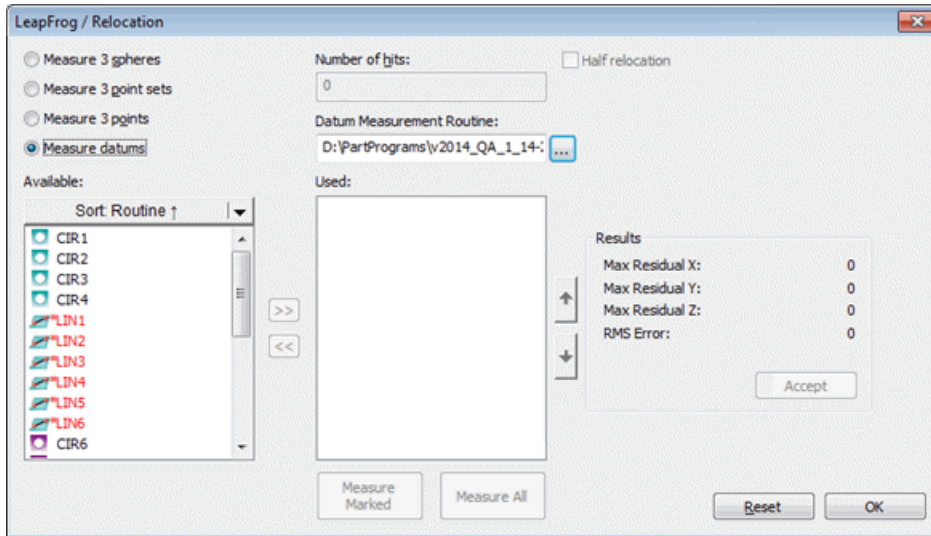 LeapFrog / Relocation
Measure 3 spheres
Measure 3 point sets
Measure 3 points
Measure datums
Number of hits:
0
Half relocation
Datum Measurement Routine:
D:\PartPrograms\v2014_QA_1_14-2
...
Available:
Sort: Routine ↑
CIR1
CIR2
CIR3
CIR4
*LIN1
*LIN2
*LIN3
*LIN4
*LIN5
*LIN6
CIR6
>>
<<
Used:
Measure
Marked
Measure All
Results
Max Residual X: 0
Max Residual Y: 0
Max Residual Z: 0
RMS Error: 0
Accept
Reset
OK